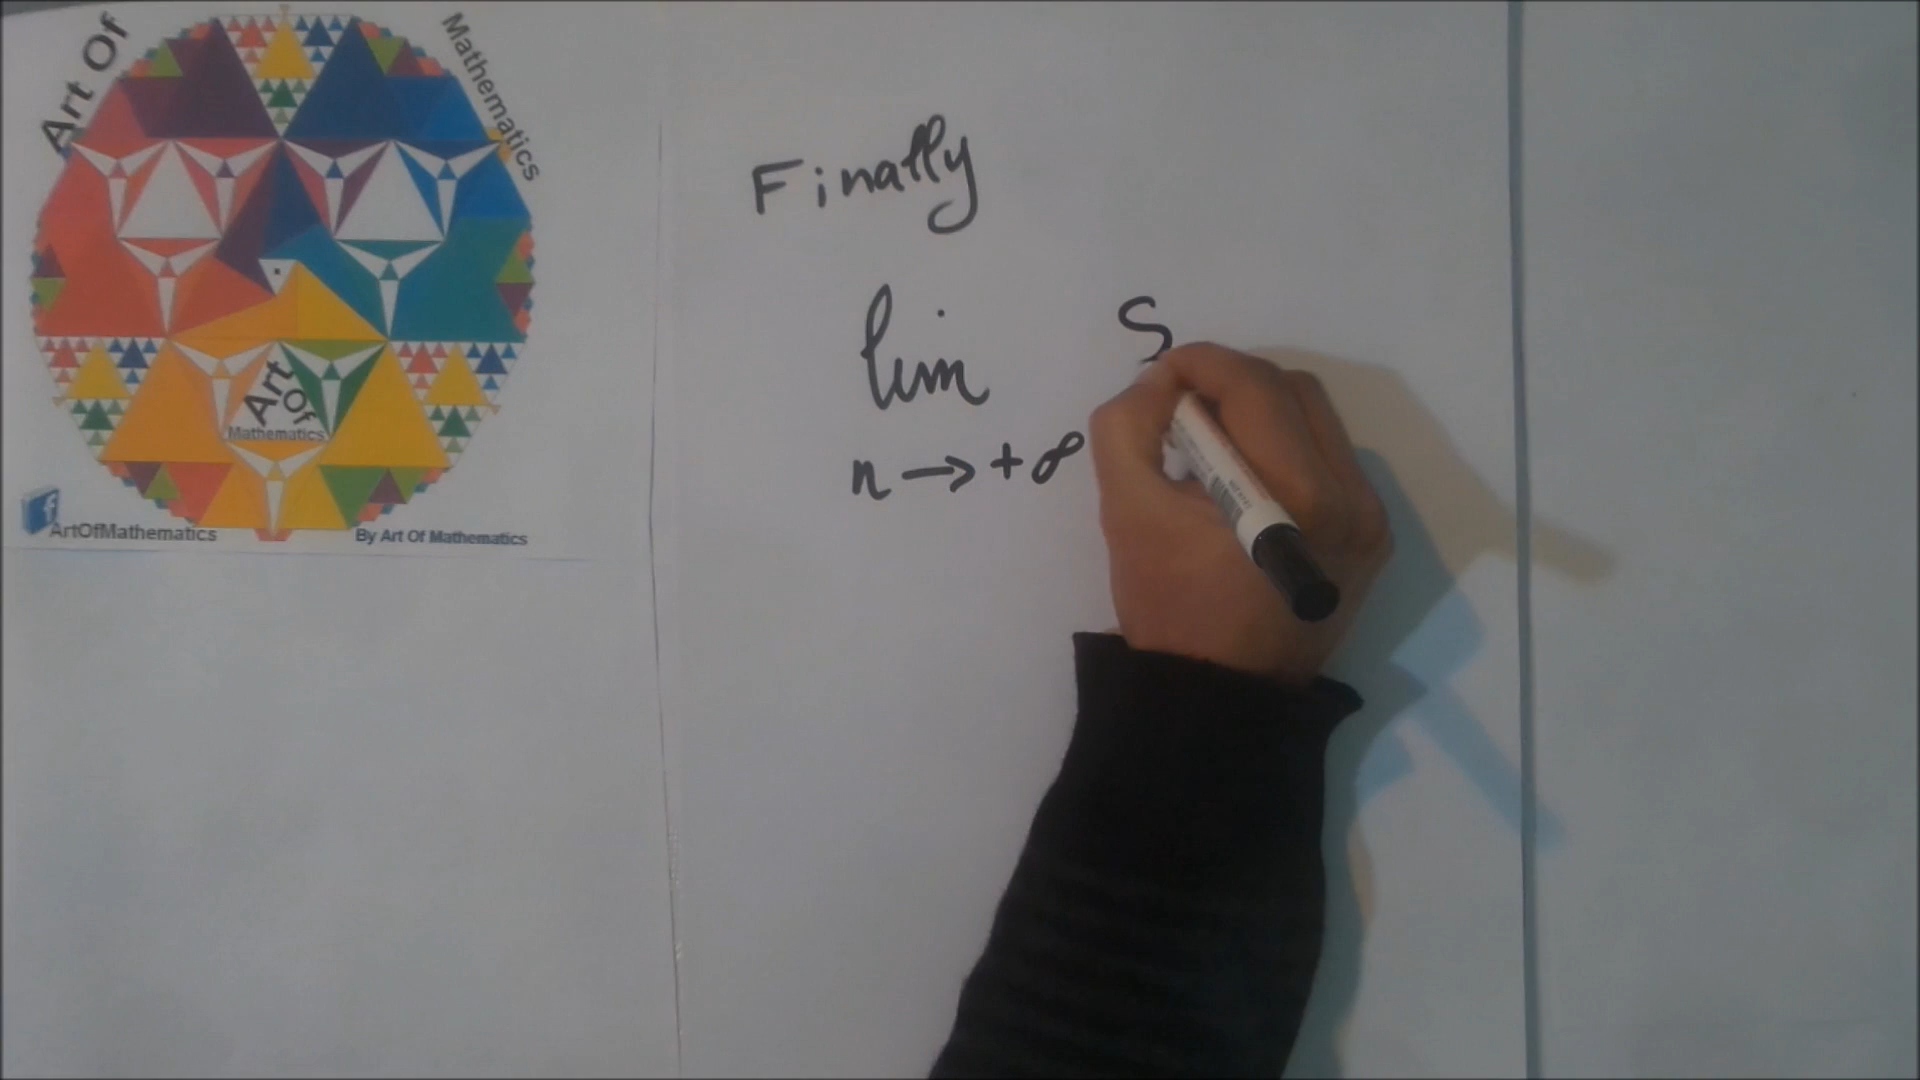 Art Of
Mathematics
Art
Of
Mathematics
f
ArtOfMathematics
By Art Of Mathematics
Finally
lim S
n → + ∞